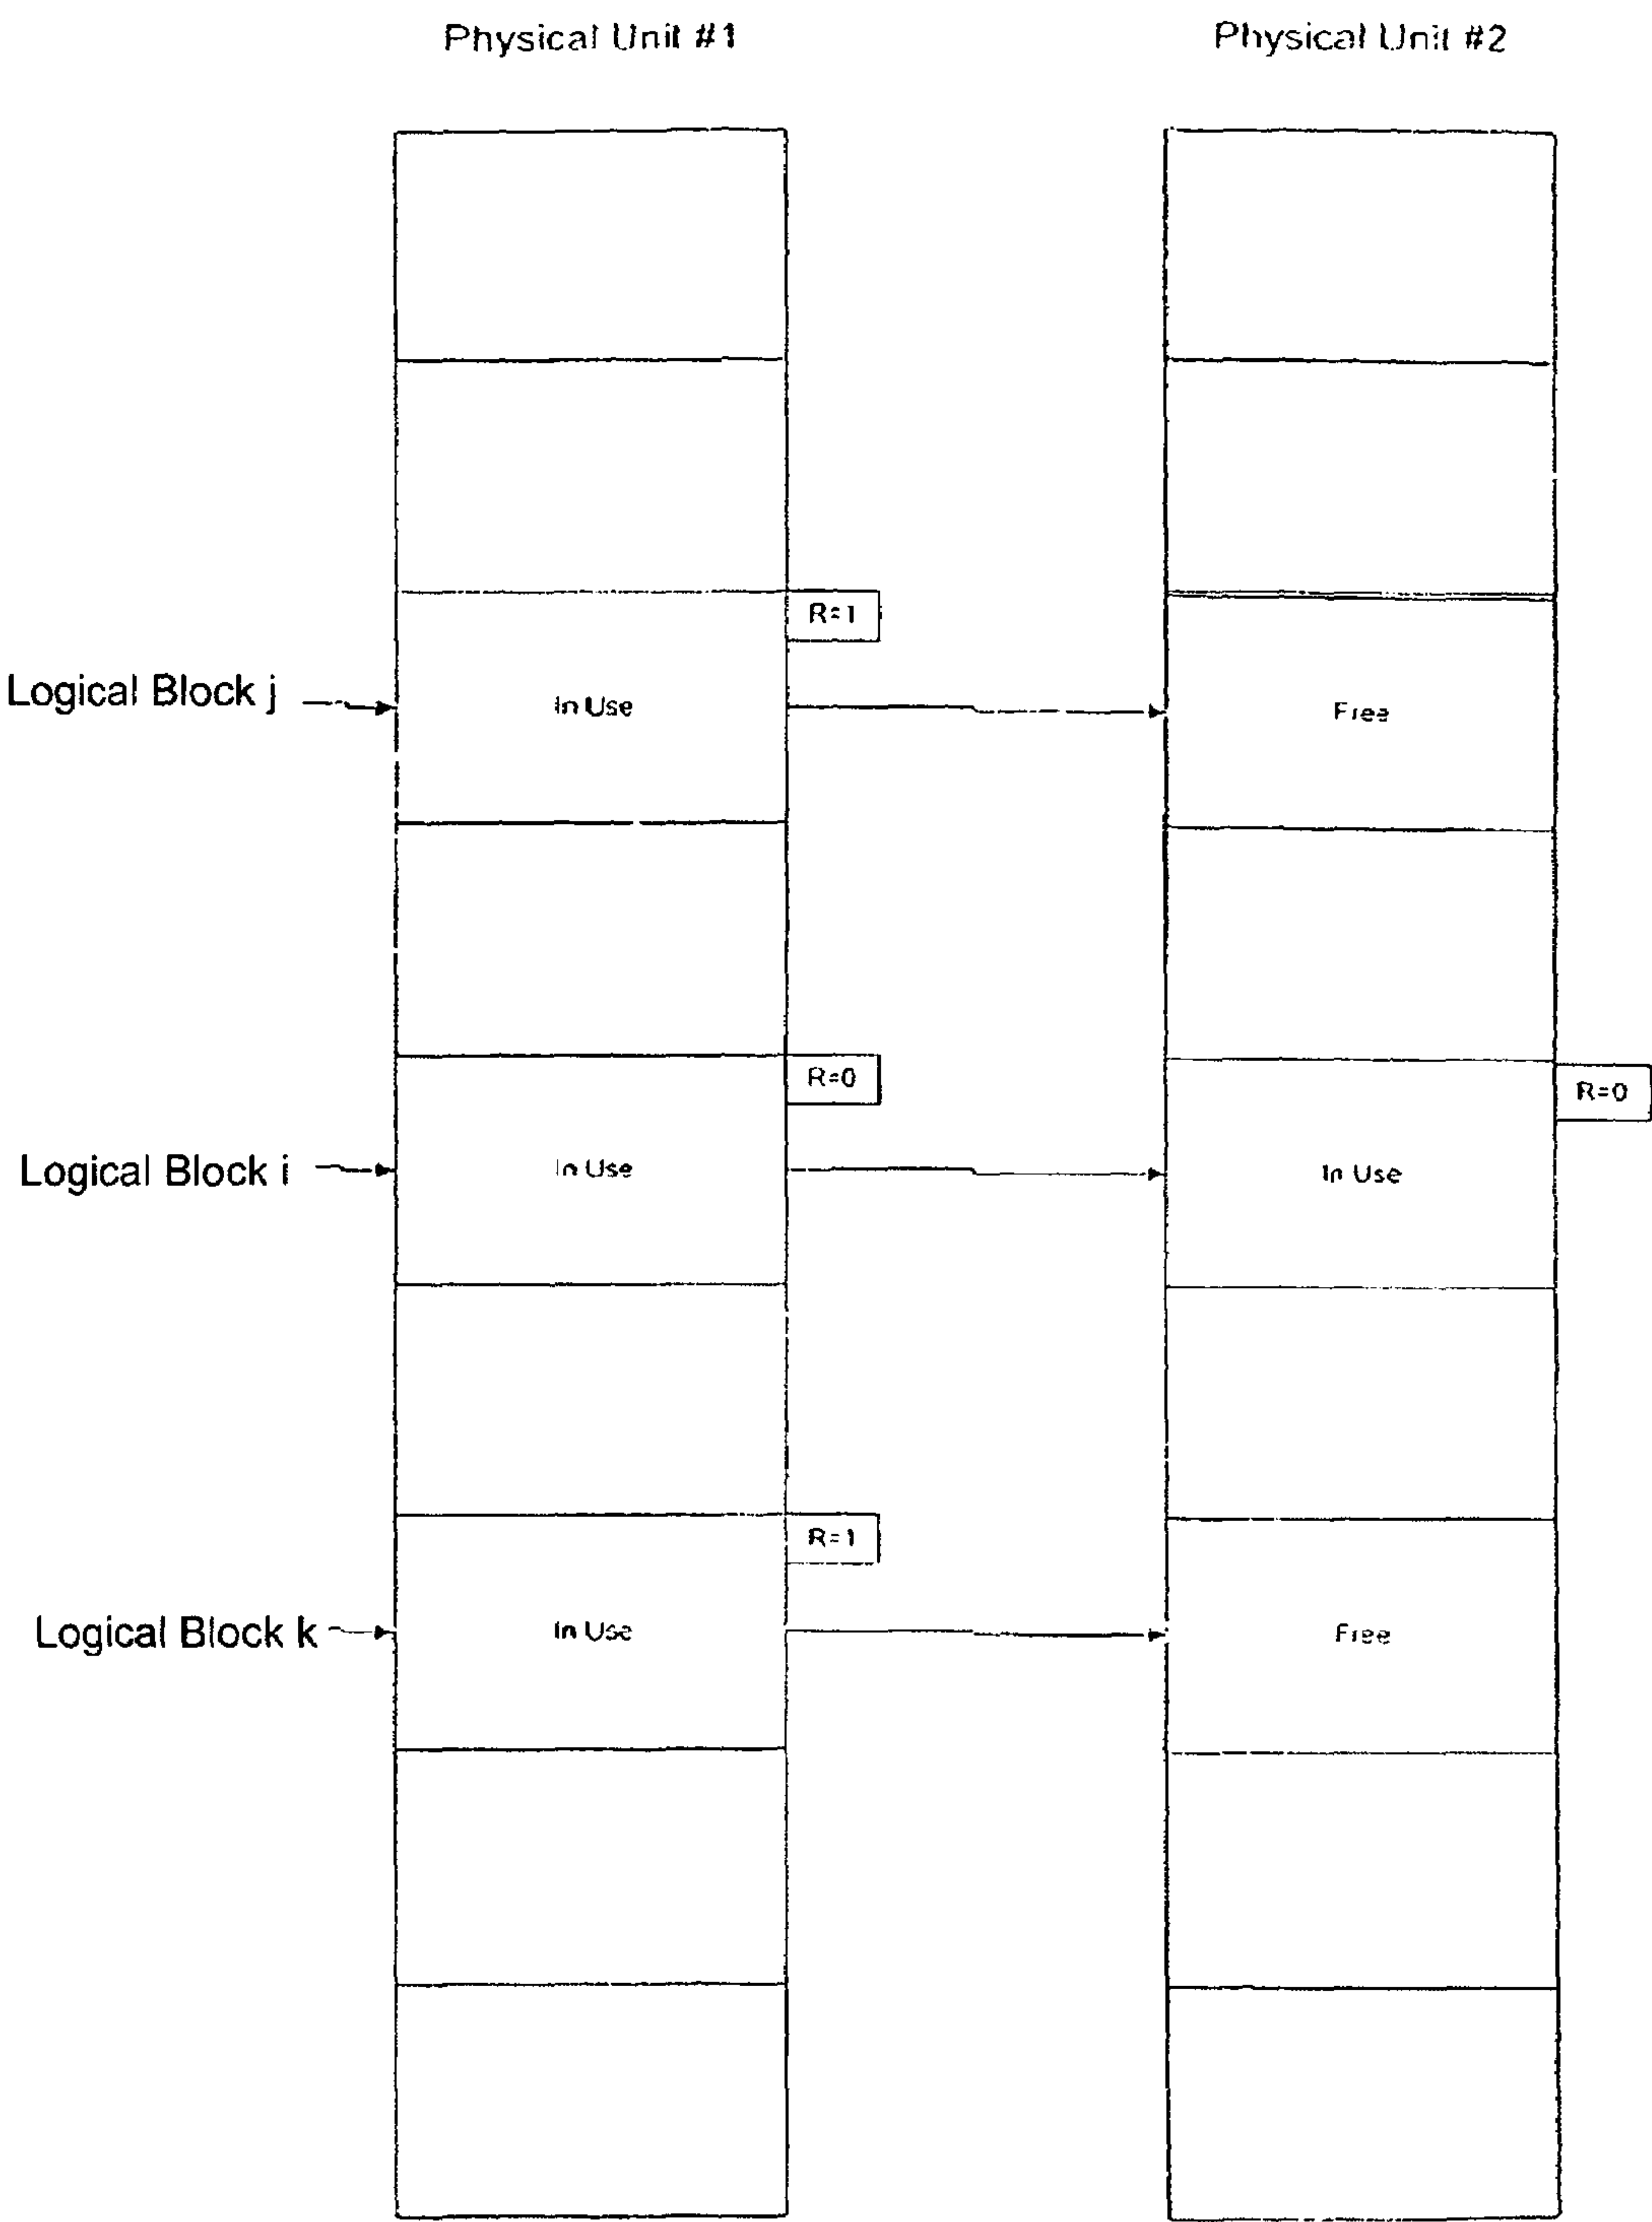 Physical Unit #1
Physical Unit #2
R=1
Logical Block j
In Use
Free
R=0
R=0
Logical Block i
In Use
In Use
R=1
Logical Block k
In Use
Free